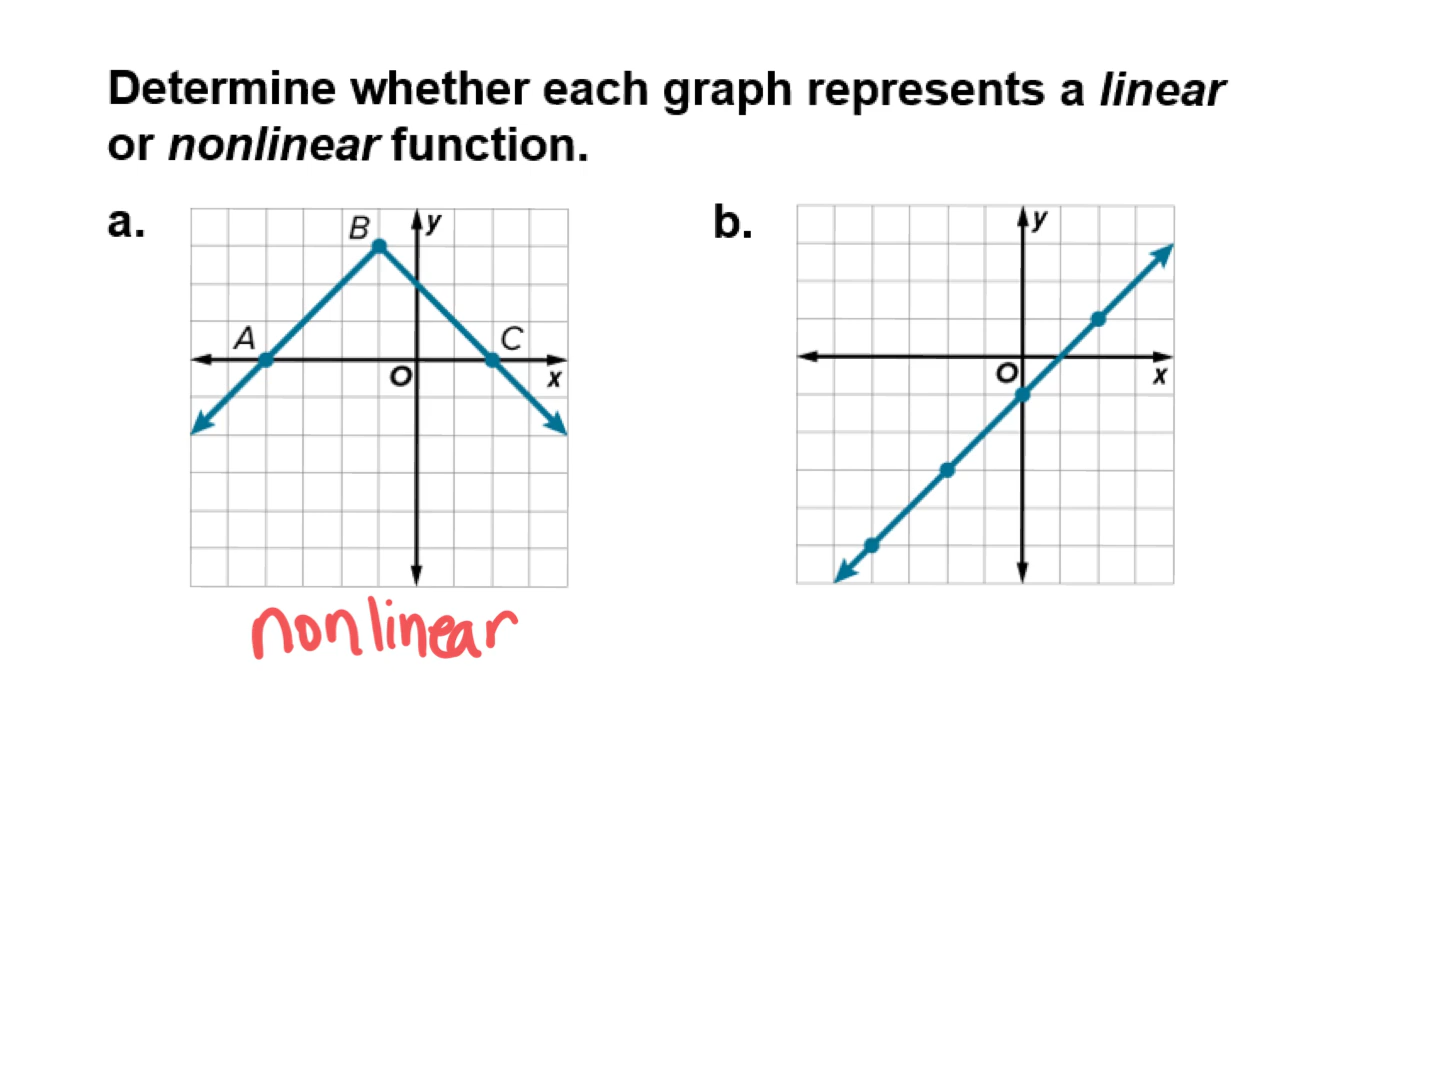 Determine whether each graph represents a linear
or nonlinear function.
a.
B
y
A
C
O
x
b.
y
O
x
nonlinear